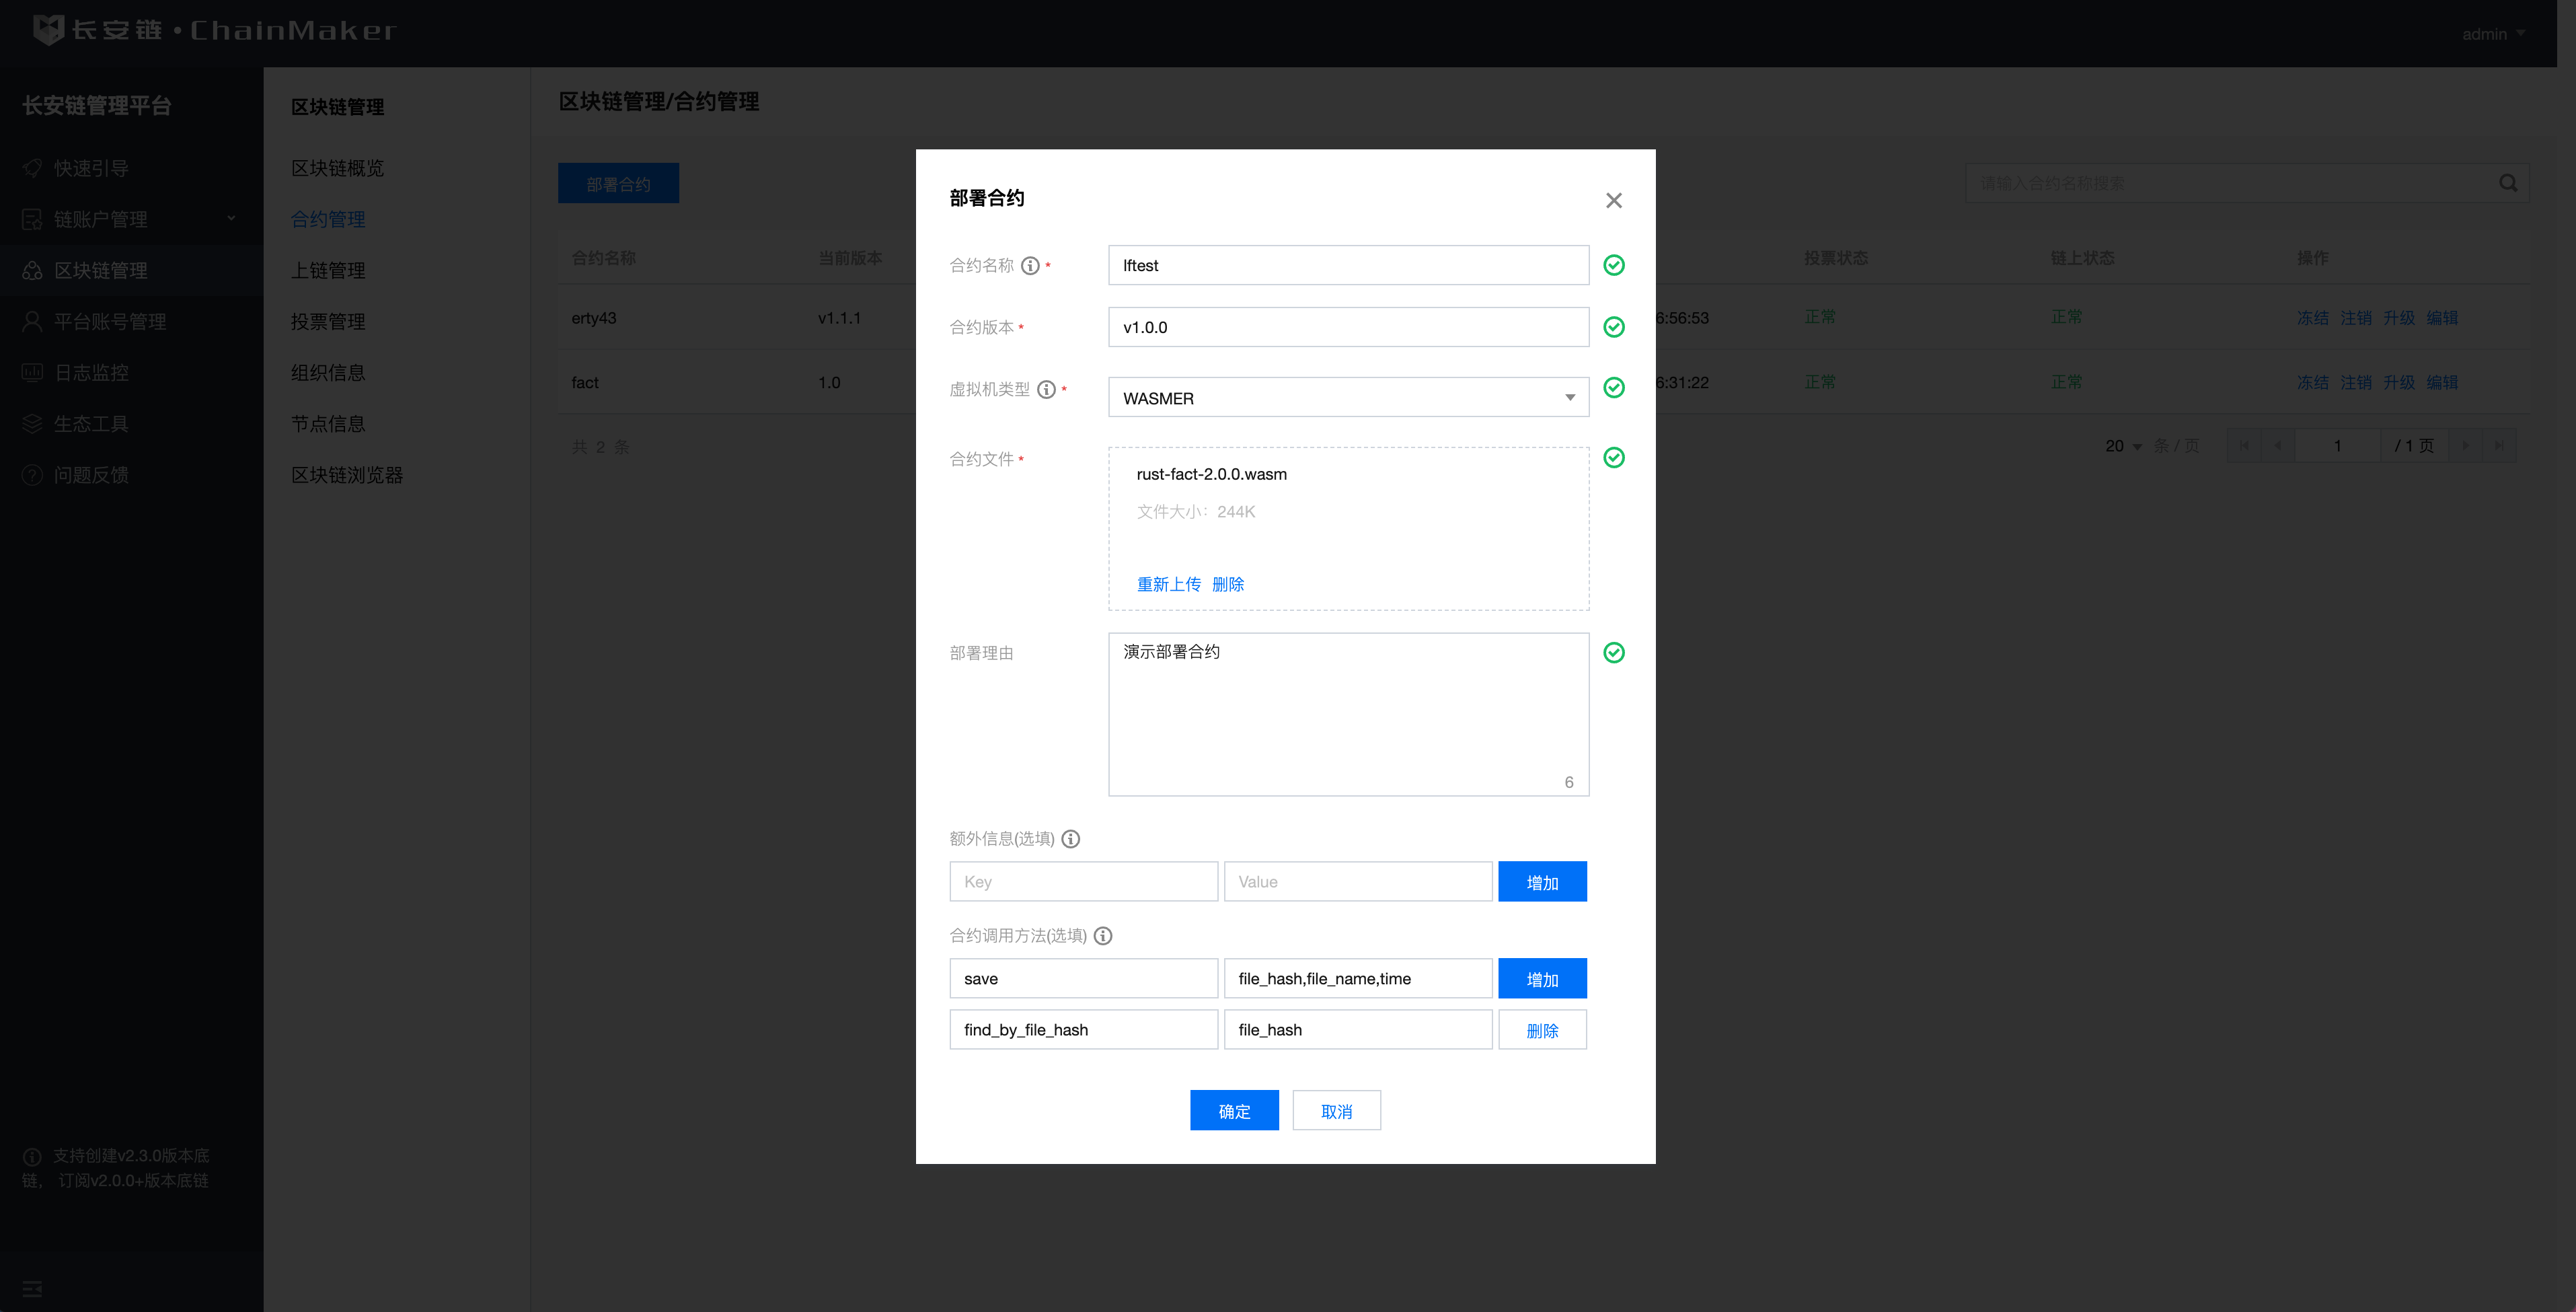 长安链·ChainMaker
admin
长安链管理平台
快速引导
链账户管理
区块链管理
平台账号管理
日志监控
生态工具
问题反馈
支持创建v2.3.0版本底
链， 订阅v2.0.0+版本底链
区块链管理
区块链概览
合约管理
上链管理
投票管理
组织信息
节点信息
区块链浏览器
区块链管理/合约管理
部署合约
请输入合约名称搜索
合约名称 当前版本 投票状态 链上状态 操作
erty43 v1.1.1 6:56:53 正常 正常 冻结 注销 升级 编辑
fact 1.0 6:31:22 正常 正常 冻结 注销 升级 编辑
共 2 条 20 条 / 页 1 / 1 页
部署合约
合约名称 * lftest
合约版本 * v1.0.0
虚拟机类型 * WASMER
合约文件 * rust-fact-2.0.0.wasm
文件大小：244K
重新上传 删除
部署理由 演示部署合约
6
额外信息(选填)
Key Value 增加
合约调用方法(选填)
save file_hash,file_name,time 增加
find_by_file_hash file_hash 删除
确定 取消